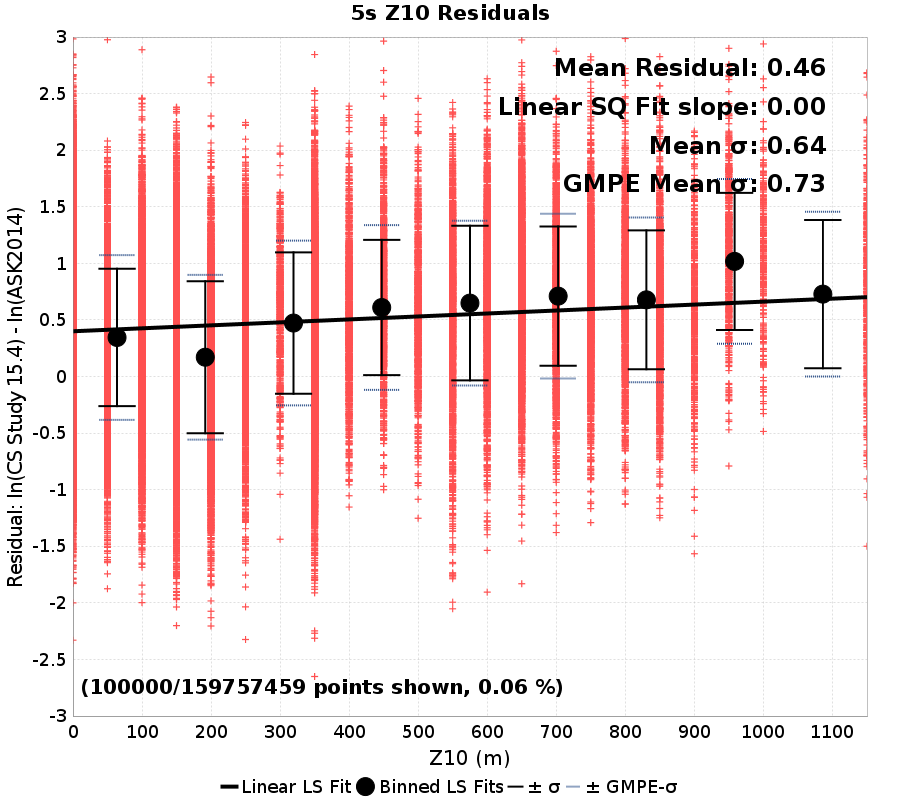 5s Z10 Residuals
Mean Residual: 0.46
Linear SQ Fit slope: 0.00
Mean σ: 0.64
GMPE Mean σ: 0.73
3
2.5
2
1.5
1
0.5
0
-0.5
-1
-1.5
-2
-2.5
-3
Residual: ln(CS Study 15.4) - ln(ASK2014)
(100000/159757459 points shown, 0.06 %)
0 100 200 300 400 500 600 700 800 900 1000 1100
Z10 (m)
Linear LS Fit Binned LS Fits ± σ ± GMPE-σ